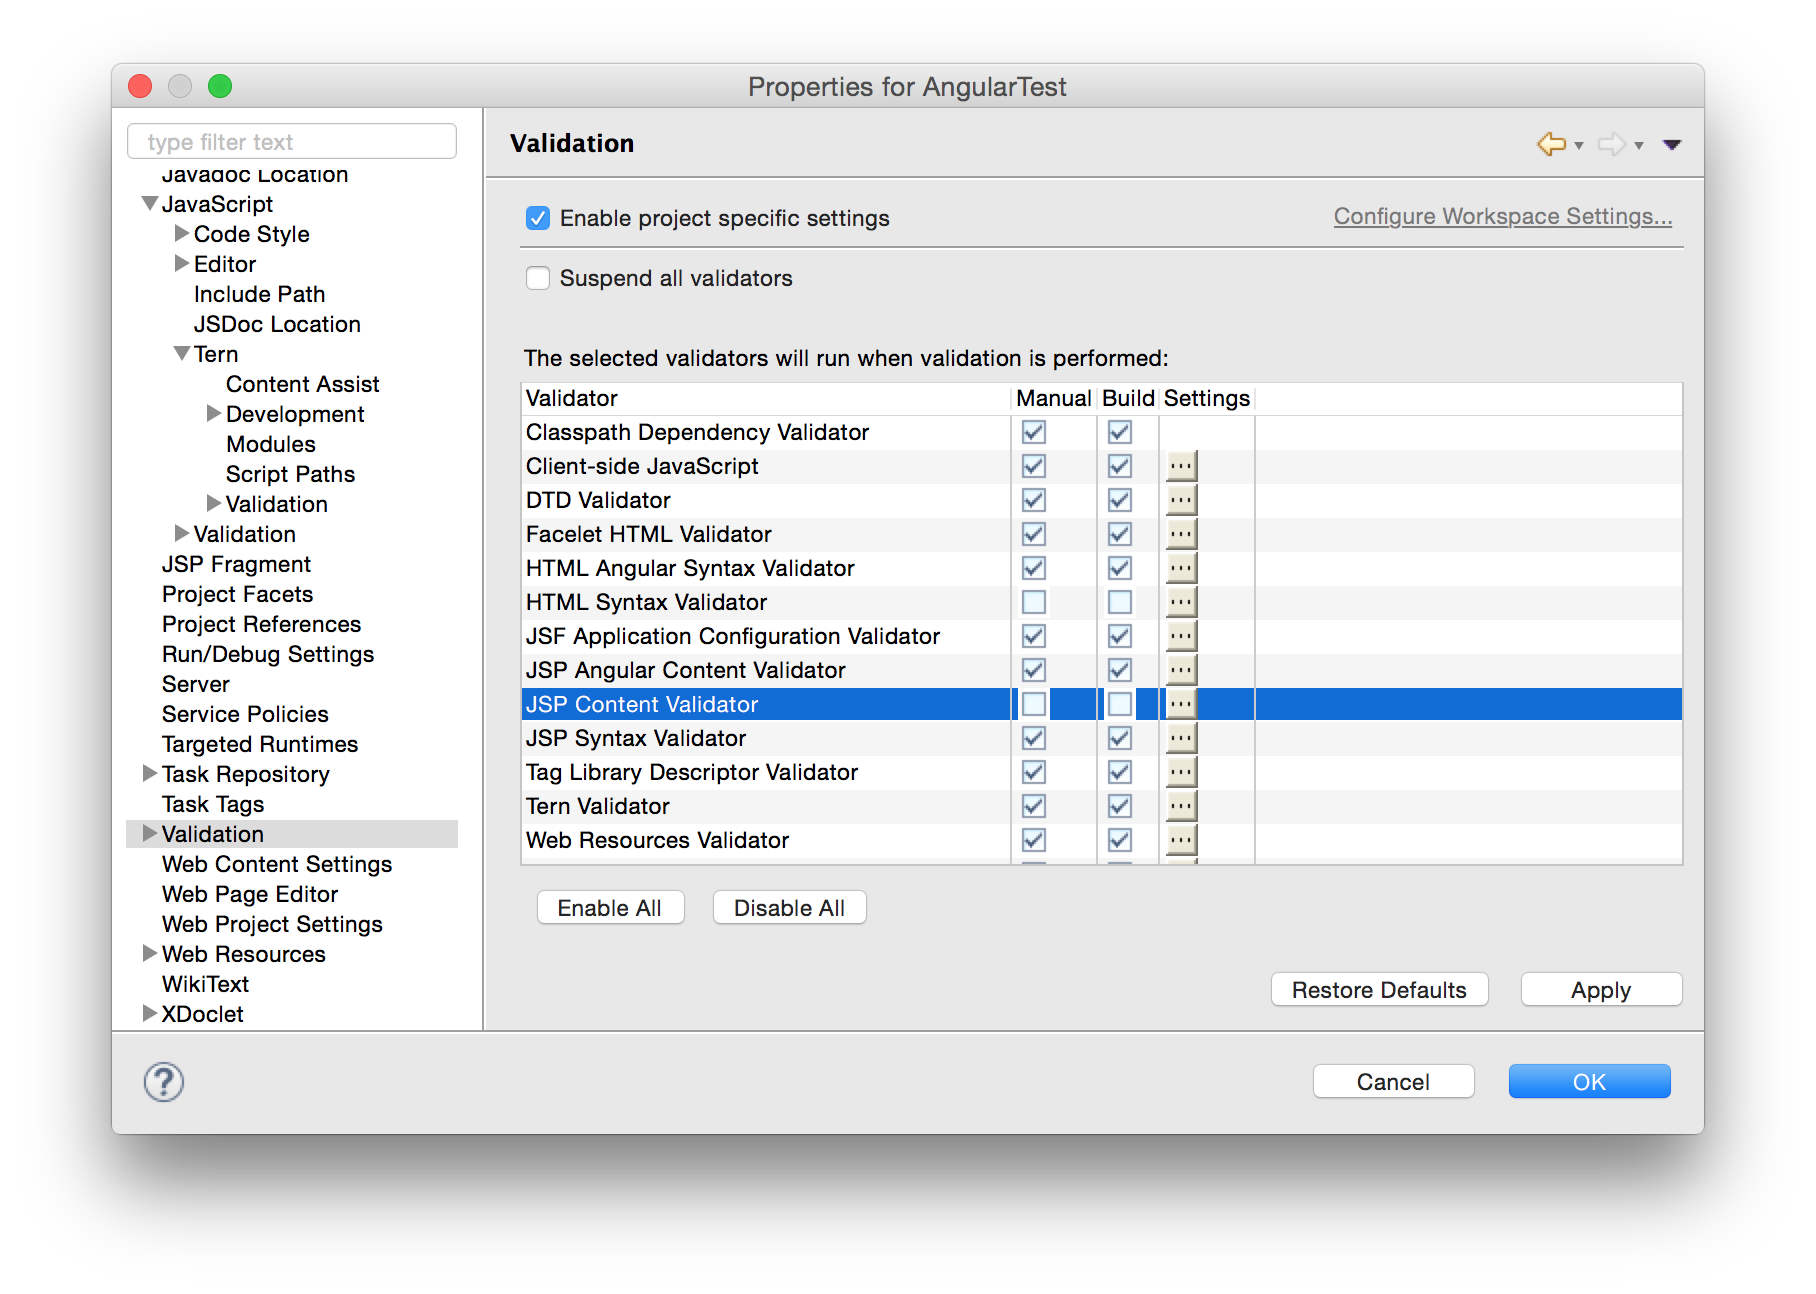 Properties for AngularTest
type filter text
Javadoc Location
JavaScript
Code Style
Editor
Include Path
JSDoc Location
Tern
Content Assist
Development
Modules
Script Paths
Validation
Validation
JSP Fragment
Project Facets
Project References
Run/Debug Settings
Server
Service Policies
Targeted Runtimes
Task Repository
Task Tags
Validation
Web Content Settings
Web Page Editor
Web Project Settings
Web Resources
WikiText
XDoclet
Validation
Enable project specific settings
Configure Workspace Settings...
Suspend all validators
The selected validators will run when validation is performed:
Validator Manual Build Settings
Classpath Dependency Validator
Client-side JavaScript ...
DTD Validator ...
Facelet HTML Validator ...
HTML Angular Syntax Validator ...
HTML Syntax Validator ...
JSF Application Configuration Validator ...
JSP Angular Content Validator ...
JSP Content Validator ...
JSP Syntax Validator ...
Tag Library Descriptor Validator ...
Tern Validator ...
Web Resources Validator ...
Enable All Disable All
Restore Defaults Apply
? Cancel OK